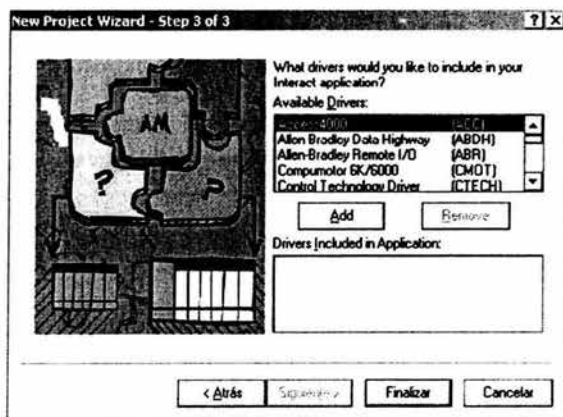 New Project Wizard - Step 3 of 3
What drivers would you like to include in your
Interact application?
Available Drivers:
Access4000 (ACC)
Allen Bradley Data Highway (ABDH)
Allen-Bradley Remote I/O (ABR)
Compumotor 6K/6000 (CMOT)
Control Technology Driver (CTECH)
Add
Remove
Drivers Included in Application:
AM
?
?
< Atrás
Siguiente >
Finalizar
Cancelar